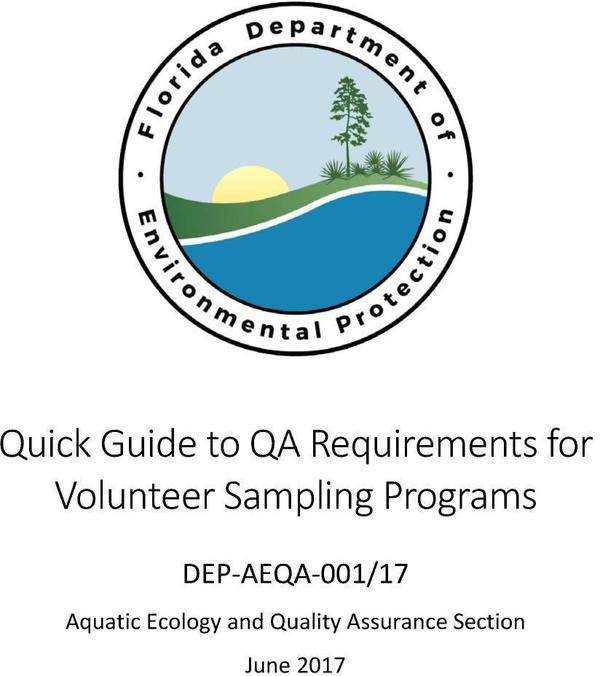 Florida Department of
Environmental Protection
Quick Guide to QA Requirements for
Volunteer Sampling Programs
DEP-AEQA-001/17
Aquatic Ecology and Quality Assurance Section
June 2017